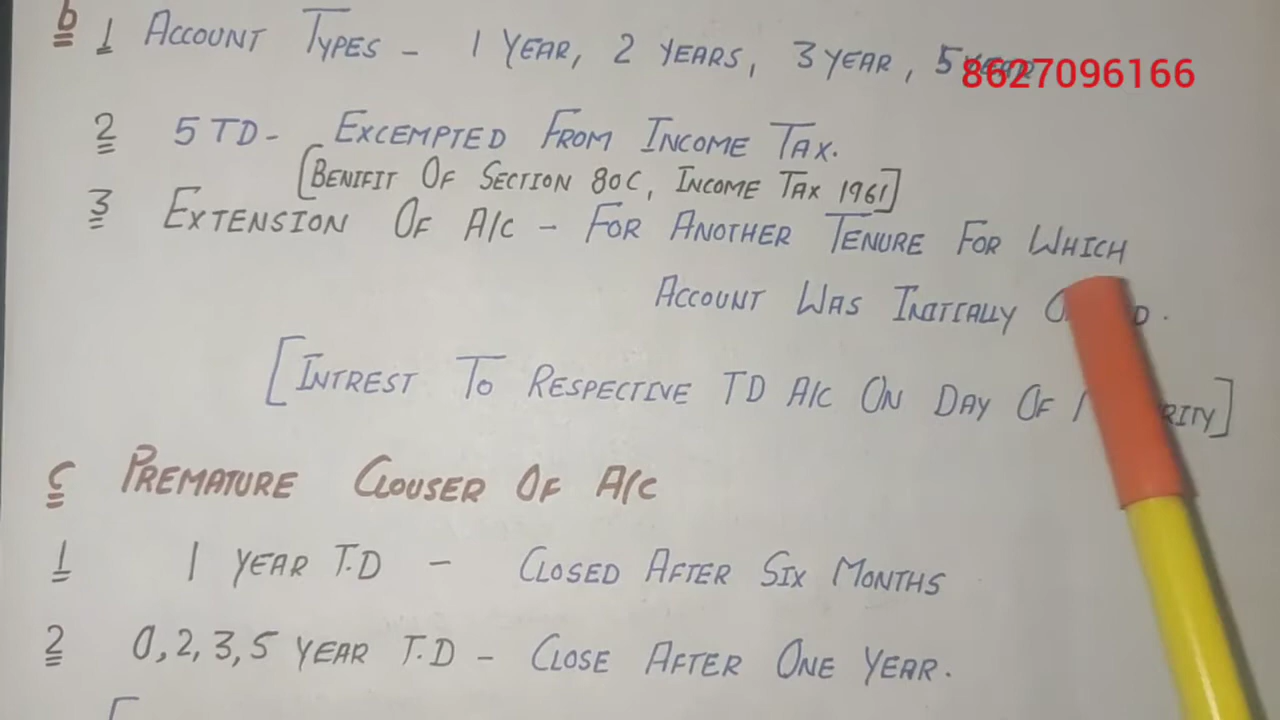 b 1 ACCOUNT TYPES - 1 YEAR, 2 YEARS, 3 YEAR, 5 YEAR
8627096166
2 5 TD- EXCEMPTED FROM INCOME TAX.
[BENIFIT OF SECTION 80C, INCOME TAX 1961]
3 EXTENSION OF A/C - FOR ANOTHER TENURE FOR WHICH
ACCOUNT WAS INITIALLY
[INTREST TO RESPECTIVE TD A/C ON DAY OF
C PREMATURE CLOUSER OF A/C
1 1 YEAR T.D - CLOSED AFTER SIX MONTHS
2 0,2,3,5 YEAR T.D - CLOSE AFTER ONE YEAR.